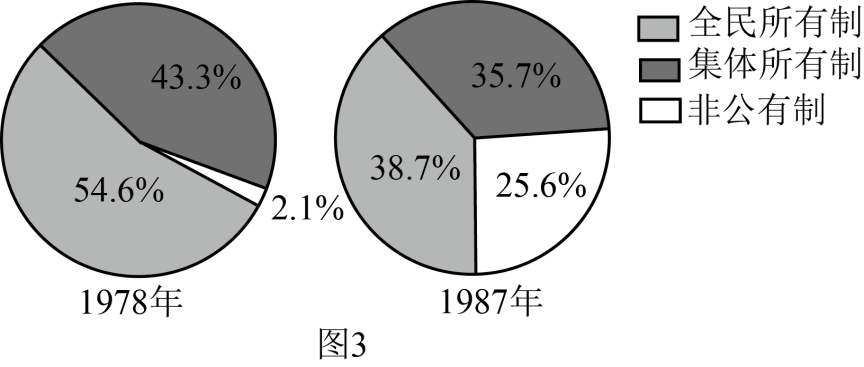 全民所有制
集体所有制
非公有制
43.3%
54.6%
2.1%
1978年
35.7%
38.7%
25.6%
1987年
图3